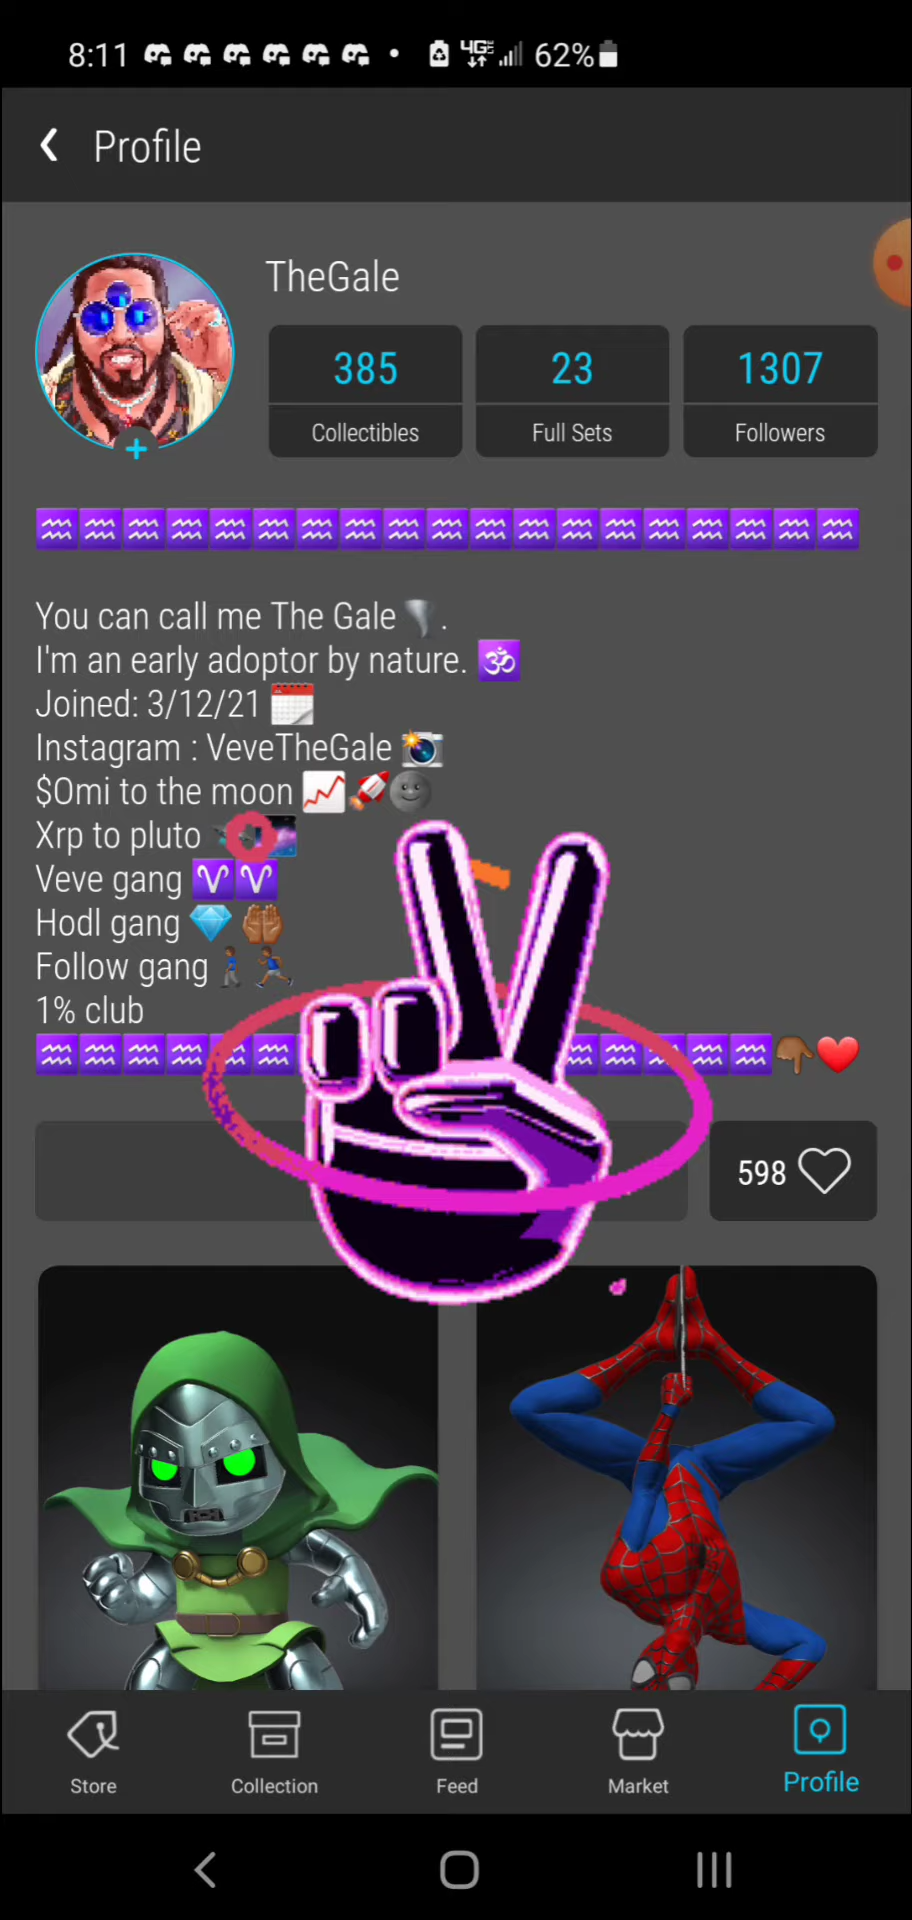 8:11 4GE 62%
Profile
TheGale
385 23 1307
Collectibles Full Sets Followers
♒♒♒♒♒♒♒♒♒♒♒♒♒♒♒♒♒♒♒
You can call me The Gale🌪️.
I'm an early adoptor by nature. 🕉️
Joined: 3/12/21 📆
Instagram : VeveTheGale 📸
$Omi to the moon 📈🚀🌚
Xrp to pluto 🌌
Veve gang ♈♈
Hodl gang 💎🤲🏾
Follow gang 🚶🏾🏃🏾
1% club
♒♒♒♒♒♒ ♒♒♒♒♒👇🏾❤️
598
Store Collection Feed Market Profile